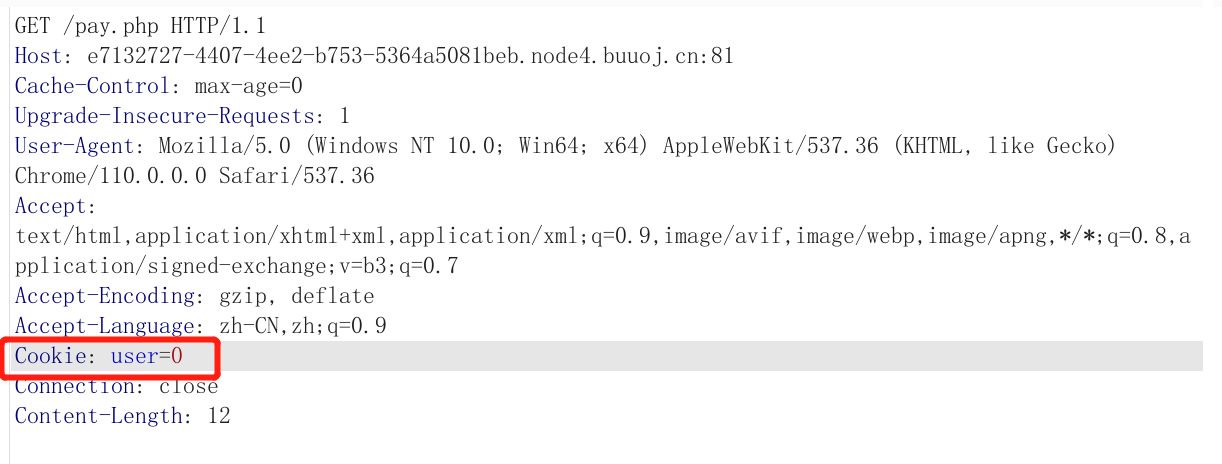 GET /pay.php HTTP/1.1
Host: e7132727-4407-4ee2-b753-5364a5081beb.node4.buuoj.cn:81
Cache-Control: max-age=0
Upgrade-Insecure-Requests: 1
User-Agent: Mozilla/5.0 (Windows NT 10.0; Win64; x64) AppleWebKit/537.36 (KHTML, like Gecko)
Chrome/110.0.0.0 Safari/537.36
Accept:
text/html,application/xhtml+xml,application/xml;q=0.9,image/avif,image/webp,image/apng,*/*;q=0.8,a
pplication/signed-exchange;v=b3;q=0.7
Accept-Encoding: gzip, deflate
Accept-Language: zh-CN,zh;q=0.9
Cookie: user=0
Connection: close
Content-Length: 12